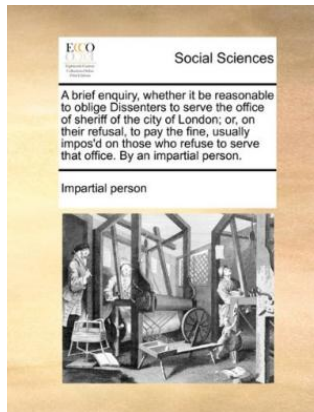 ECCO
Social Sciences
A brief enquiry, whether it be reasonable
to oblige Dissenters to serve the office
of sheriff of the city of London; or, on
their refusal, to pay the fine, usually
impos'd on those who refuse to serve
that office. By an impartial person.
Impartial person